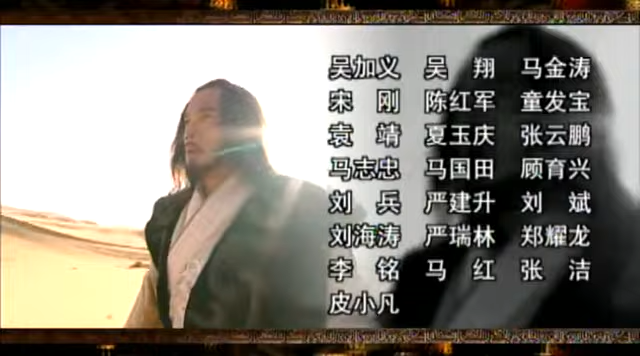 吴加义 吴翔 马金涛
宋刚 陈红军 童发宝
袁靖 夏玉庆 张云鹏
马志忠 马国田 顾育兴
刘兵 严建升 刘斌
刘海涛 严瑞林 郑耀龙
李铭 马红 张洁
皮小凡